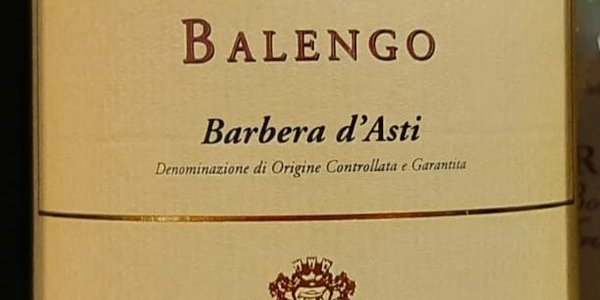 BALENGO
Barbera d'Asti
Denominazione di Origine Controllata e Garantita